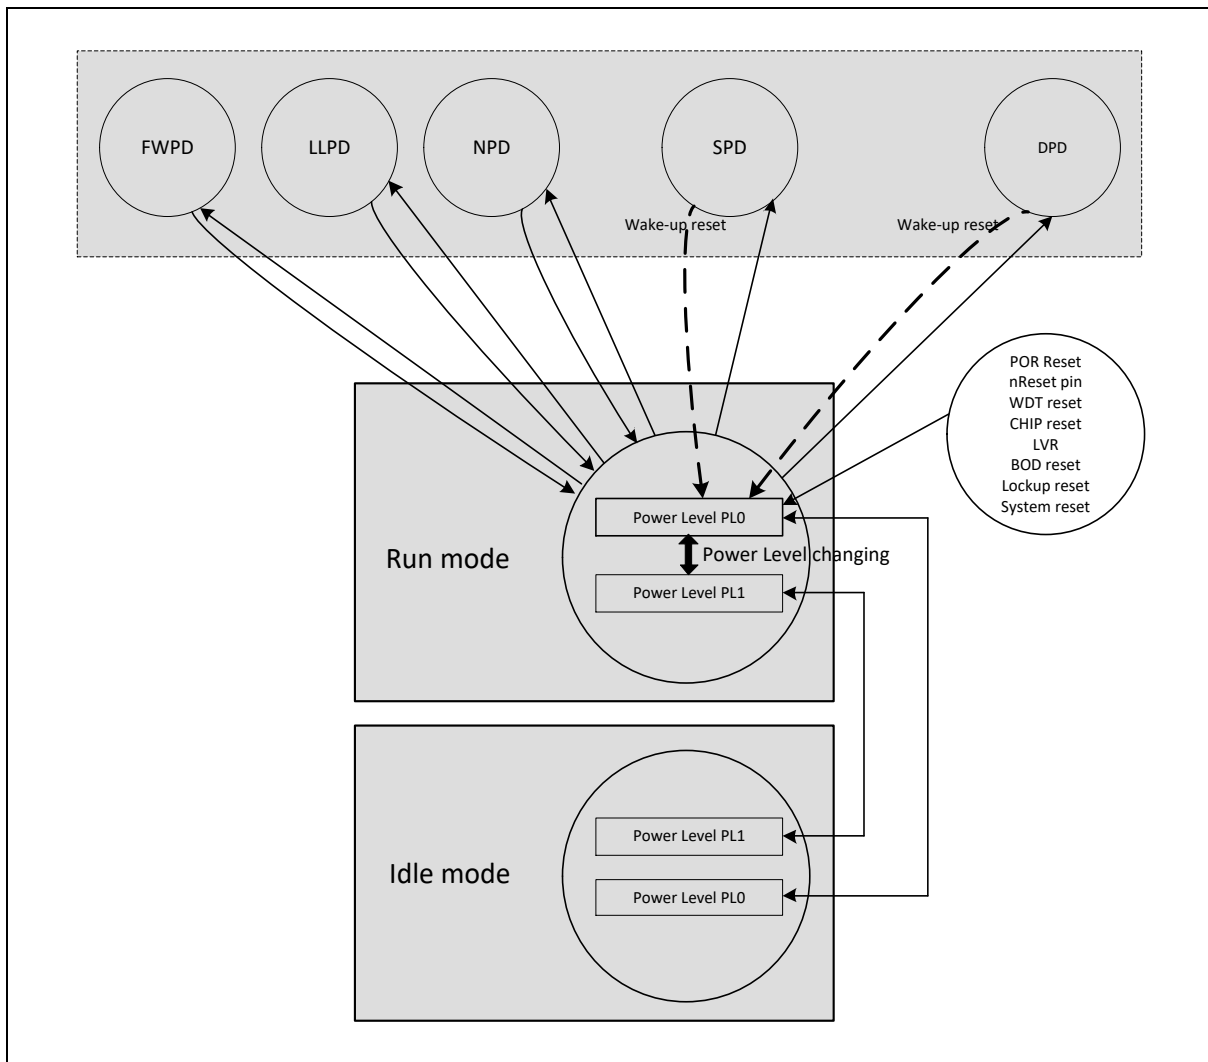 FWPD
LLPD
NPD
SPD
DPD
Wake-up reset
Wake-up reset
POR Reset
nReset pin
WDT reset
CHIP reset
LVR
BOD reset
Lockup reset
System reset
Run mode
Power Level PL0
Power Level changing
Power Level PL1
Idle mode
Power Level PL1
Power Level PL0